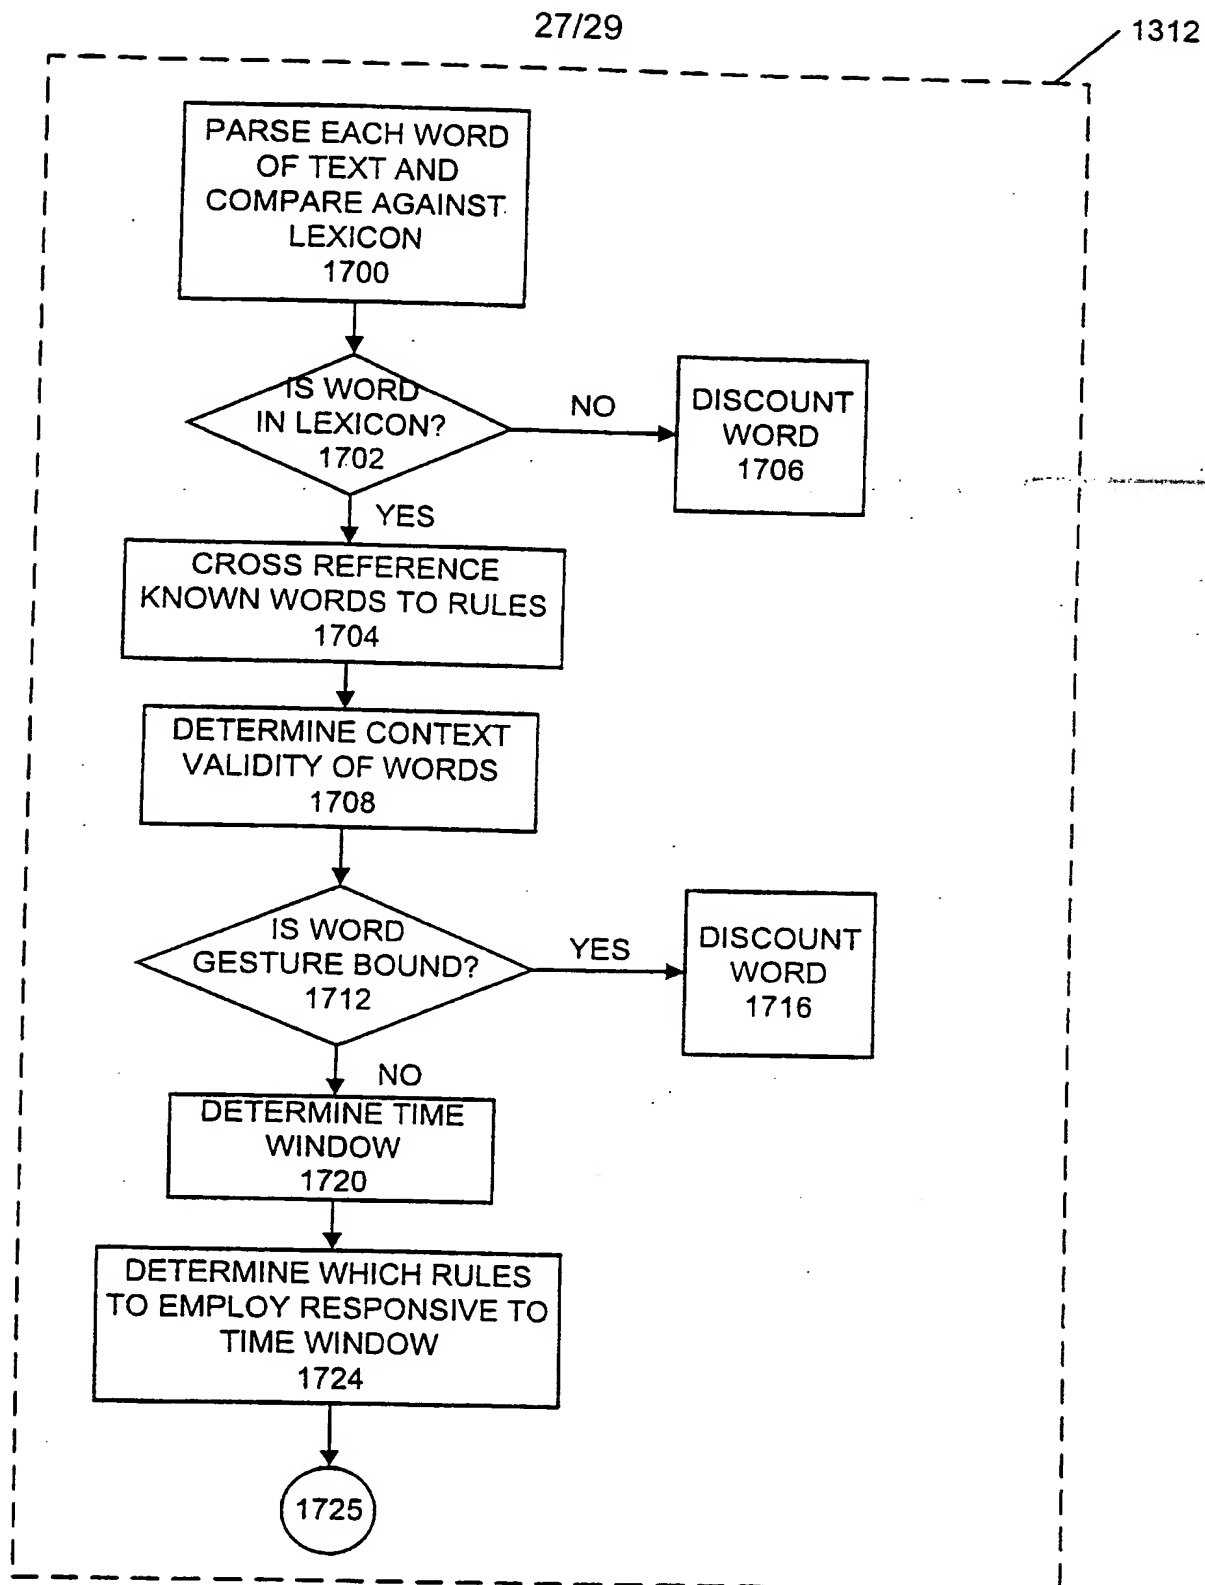 27/29
1312
PARSE EACH WORD
OF TEXT AND
COMPARE AGAINST
LEXICON
1700
IS WORD
IN LEXICON?
1702
NO
DISCOUNT
WORD
1706
YES
CROSS REFERENCE
KNOWN WORDS TO RULES
1704
DETERMINE CONTEXT
VALIDITY OF WORDS
1708
IS WORD
GESTURE BOUND?
1712
YES
DISCOUNT
WORD
1716
NO
DETERMINE TIME
WINDOW
1720
DETERMINE WHICH RULES
TO EMPLOY RESPONSIVE TO
TIME WINDOW
1724
1725